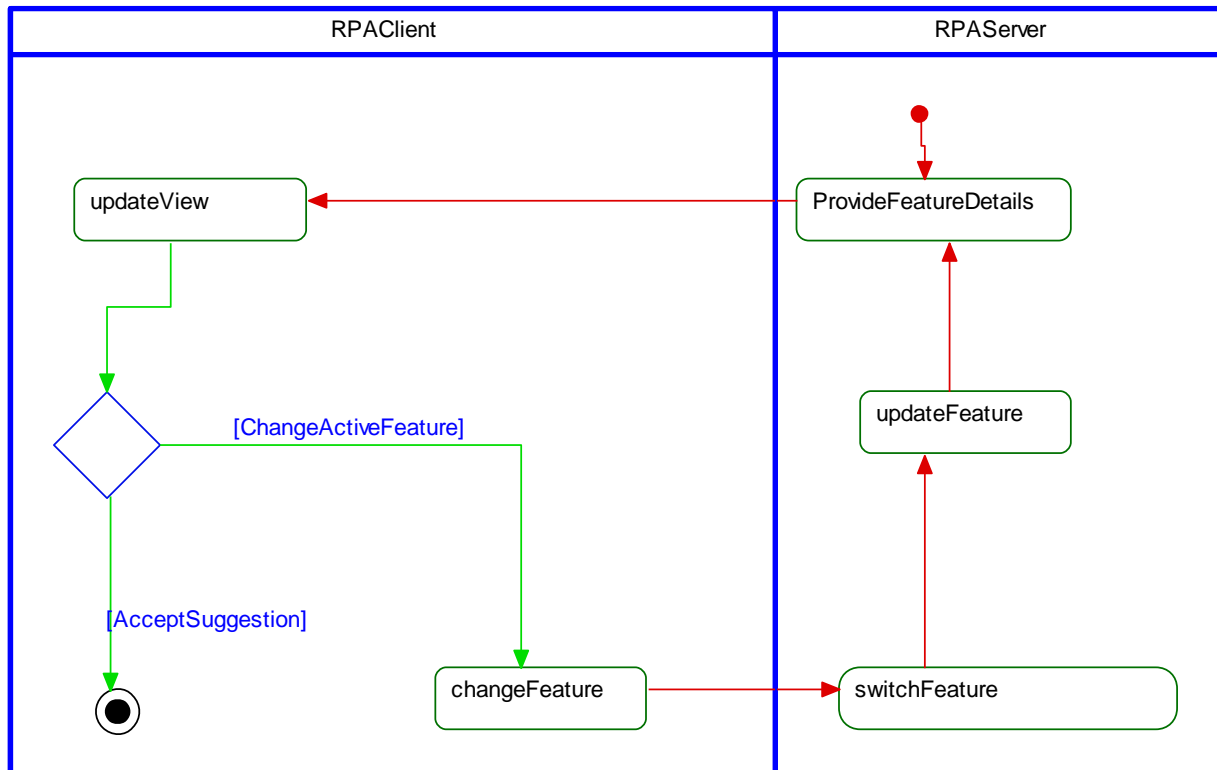 RPAClient
RPAServer
updateView
ProvideFeatureDetails
[ChangeActiveFeature]
updateFeature
[AcceptSuggestion]
changeFeature
switchFeature